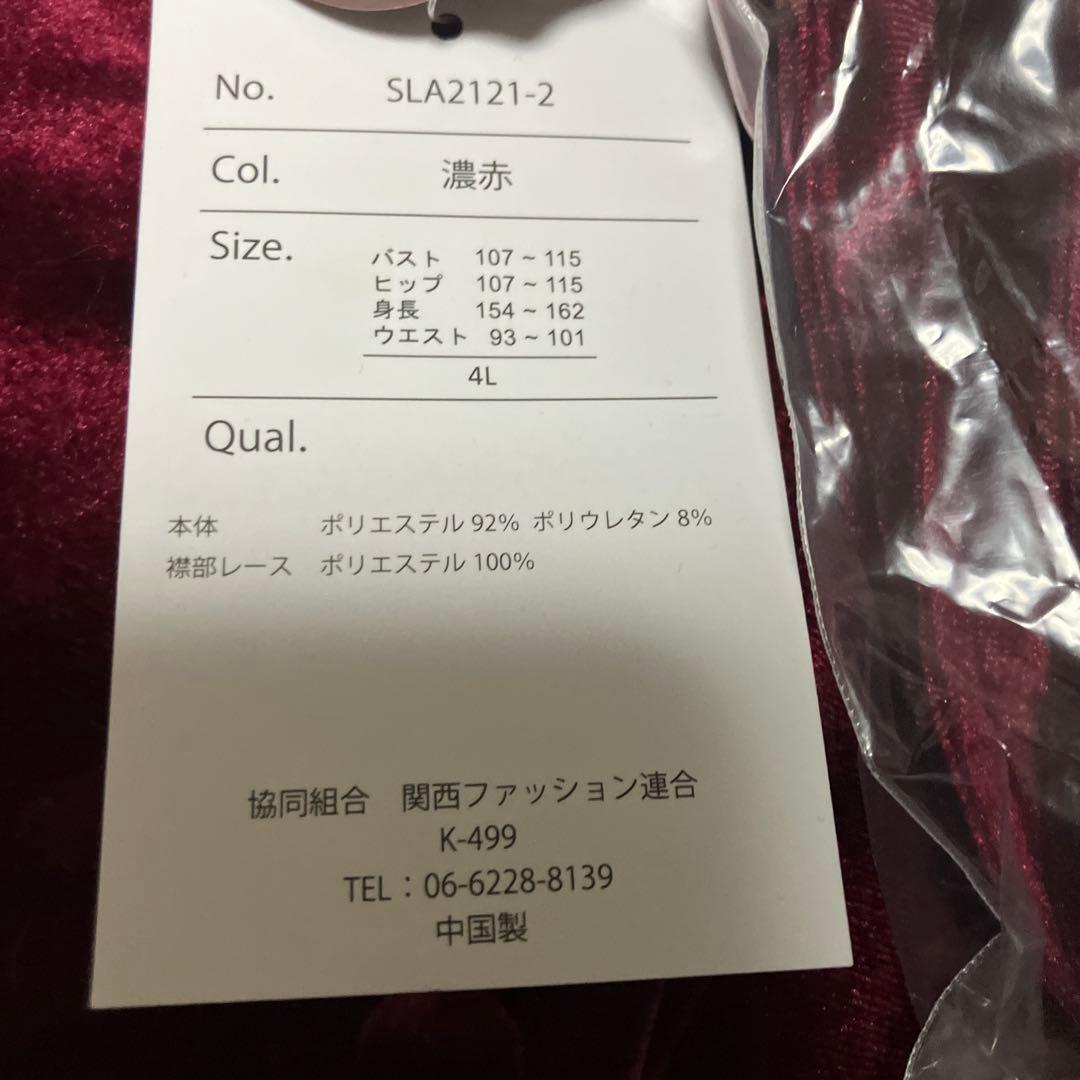 No. SLA2121-2
Col. 濃赤
Size.
バスト 107 ~ 115
ヒップ 107 ~ 115
身長 154 ~ 162
ウエスト 93 ~ 101
4L
Qual.
本体 ポリエステル 92% ポリウレタン 8%
襟部レース ポリエステル 100%
協同組合 関西ファッション連合
K-499
TEL：06-6228-8139
中国製